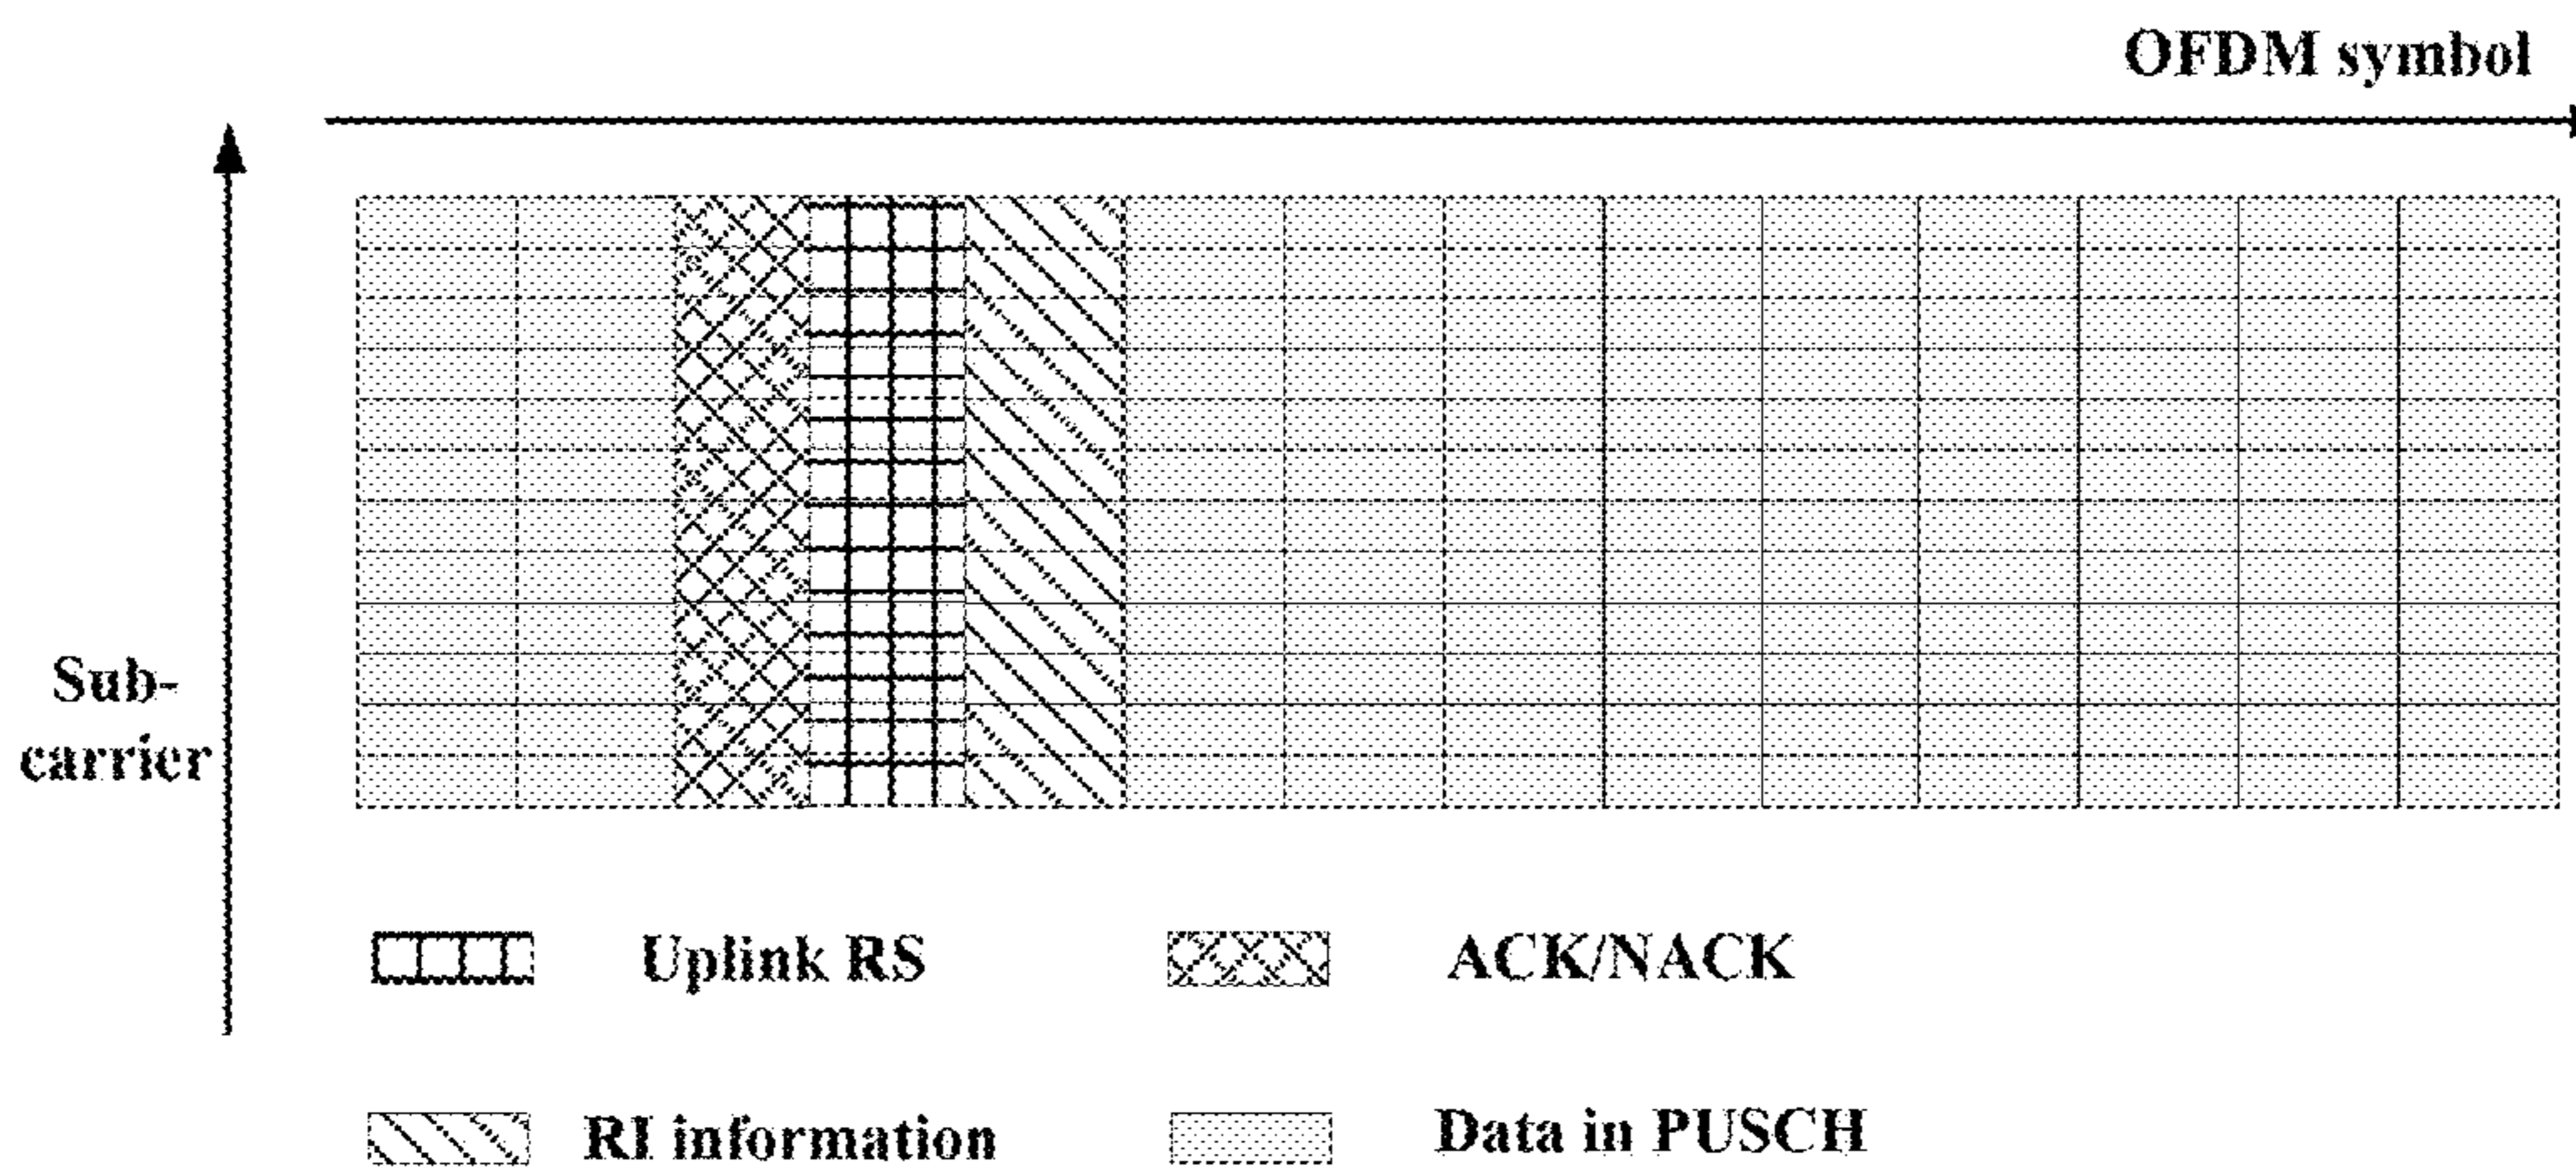 OFDM symbol
Sub-
carrier
Uplink RS
ACK/NACK
RI information
Data in PUSCH